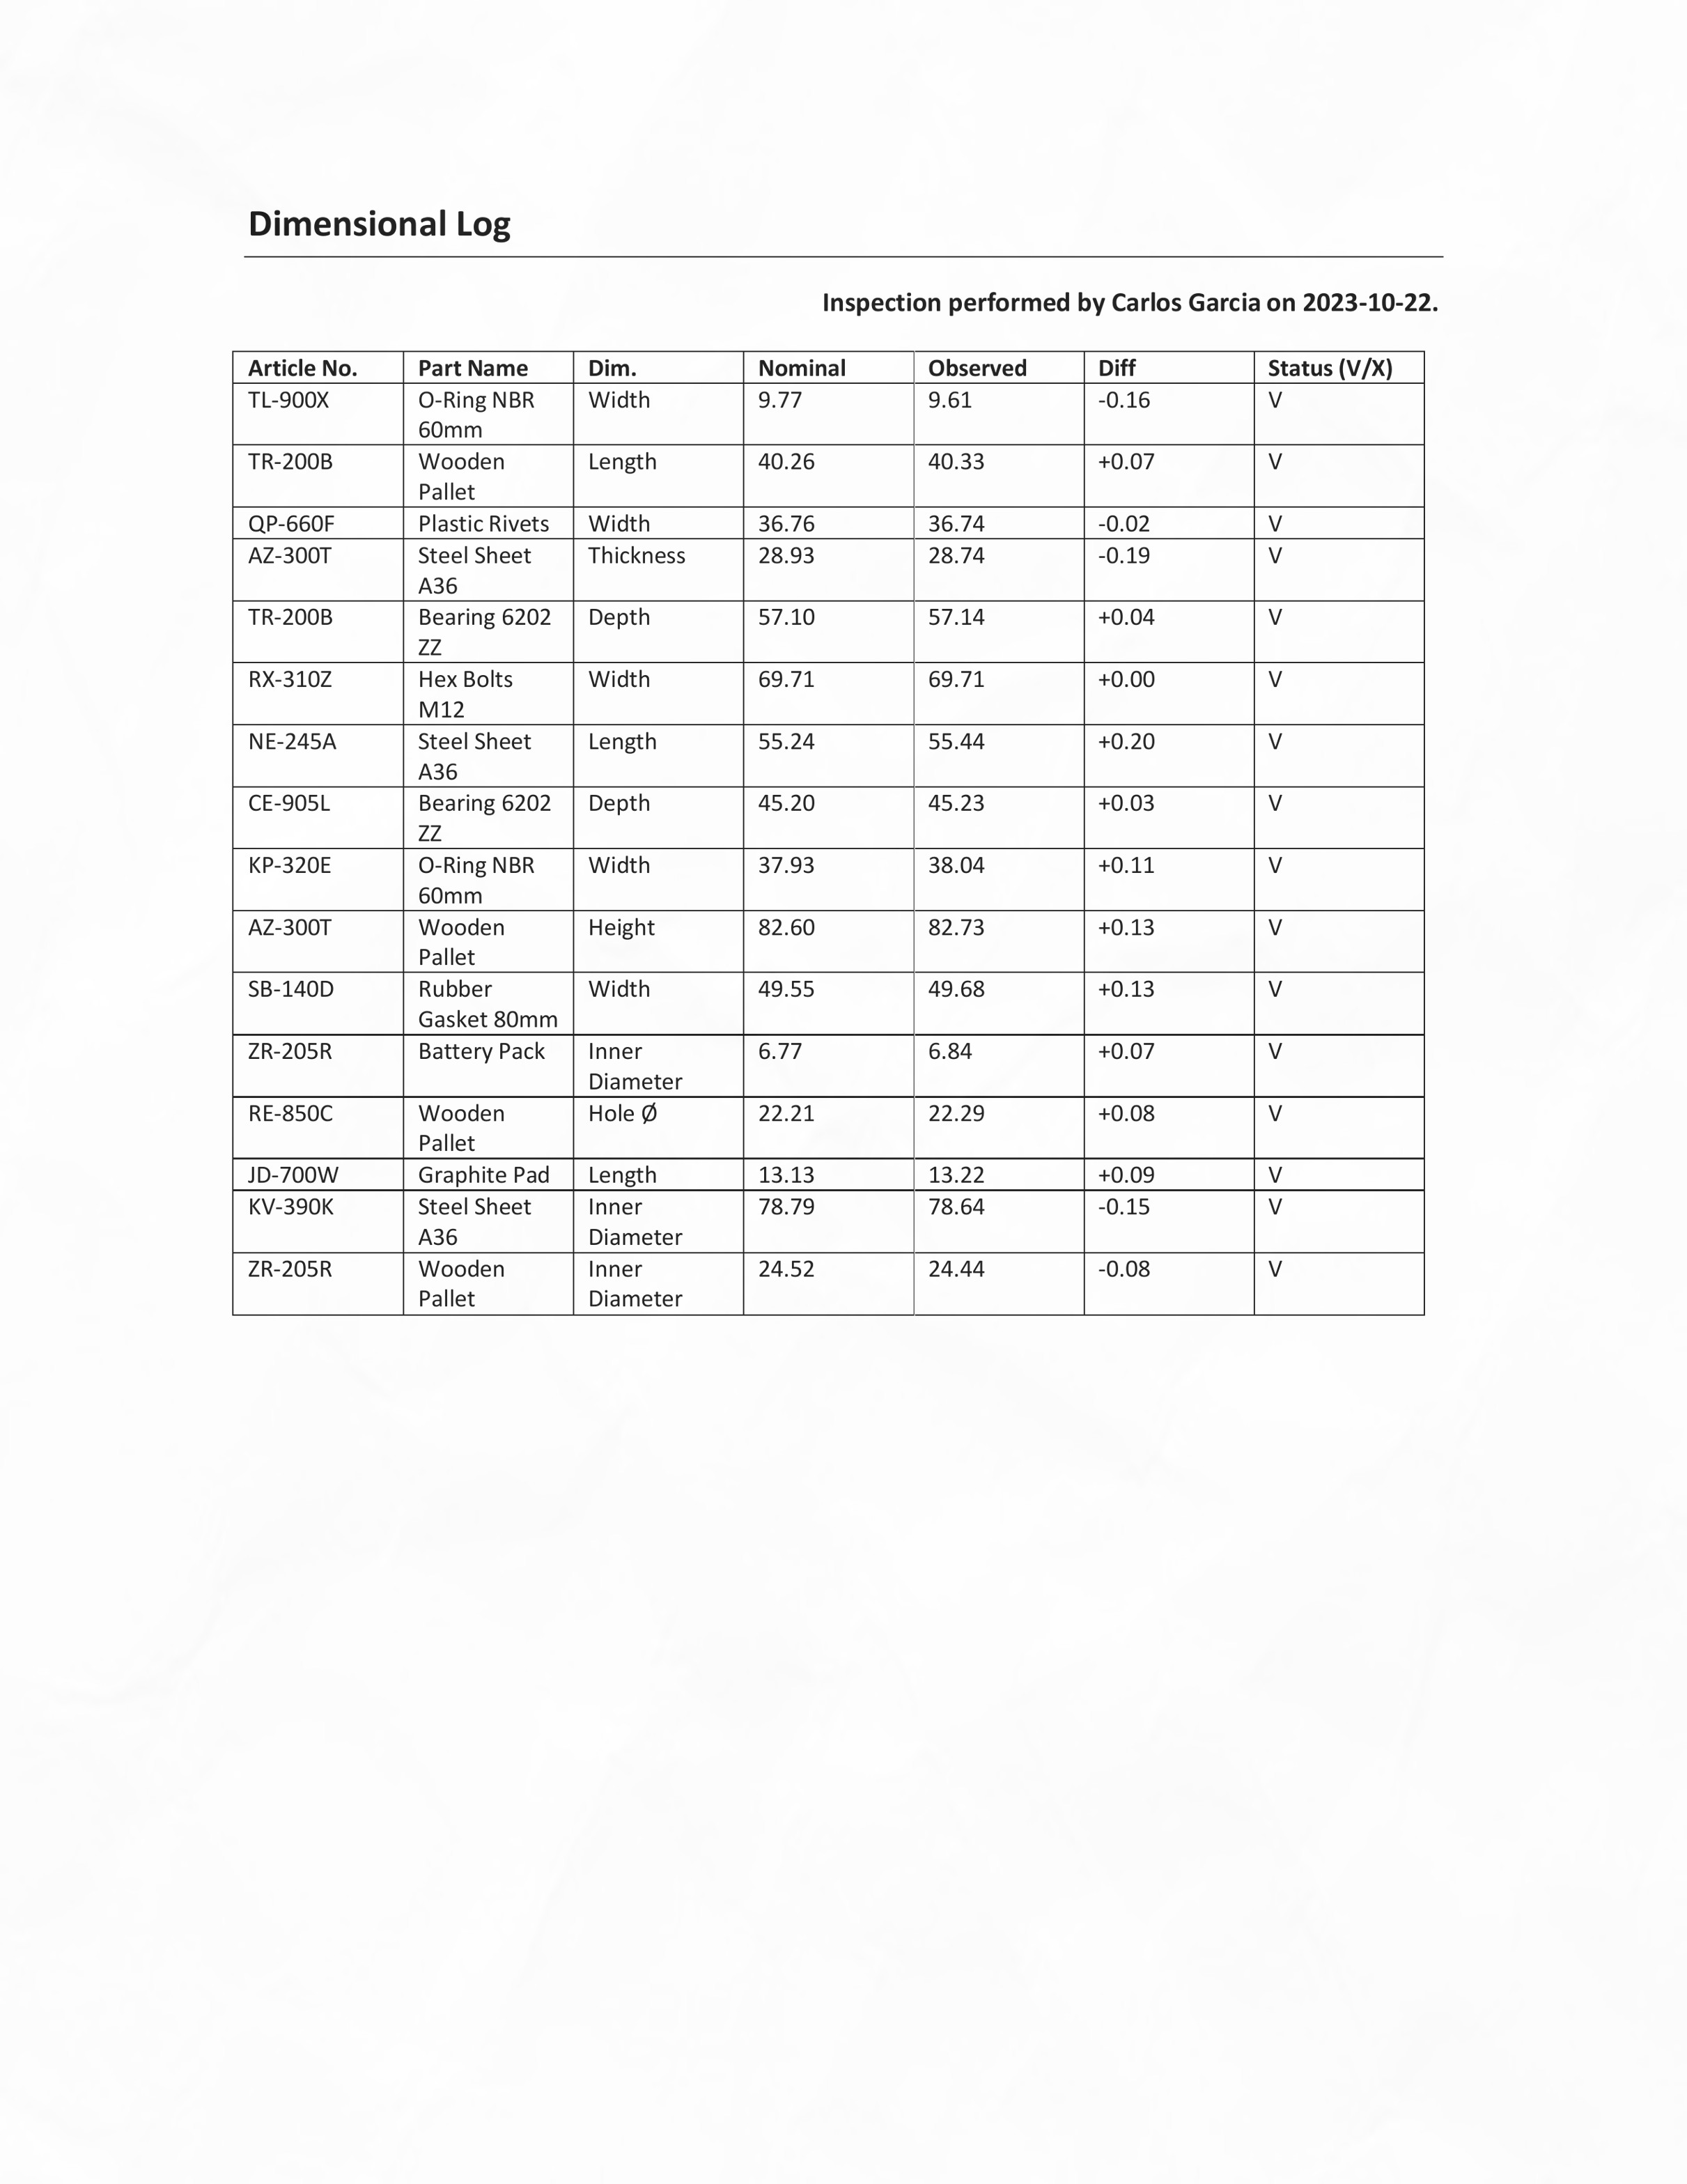 Dimensional Log
Inspection performed by Carlos Garcia on 2023-10-22.
Article No. Part Name Dim. Nominal Observed Diff Status (V/X)
TL-900X O-Ring NBR 60mm Width 9.77 9.61 -0.16 V
TR-200B Wooden Pallet Length 40.26 40.33 +0.07 V
QP-660F Plastic Rivets Width 36.76 36.74 -0.02 V
AZ-300T Steel Sheet A36 Thickness 28.93 28.74 -0.19 V
TR-200B Bearing 6202 ZZ Depth 57.10 57.14 +0.04 V
RX-310Z Hex Bolts M12 Width 69.71 69.71 +0.00 V
NE-245A Steel Sheet A36 Length 55.24 55.44 +0.20 V
CE-905L Bearing 6202 ZZ Depth 45.20 45.23 +0.03 V
KP-320E O-Ring NBR 60mm Width 37.93 38.04 +0.11 V
AZ-300T Wooden Pallet Height 82.60 82.73 +0.13 V
SB-140D Rubber Gasket 80mm Width 49.55 49.68 +0.13 V
ZR-205R Battery Pack Inner Diameter 6.77 6.84 +0.07 V
RE-850C Wooden Pallet Hole Ø 22.21 22.29 +0.08 V
JD-700W Graphite Pad Length 13.13 13.22 +0.09 V
KV-390K Steel Sheet A36 Inner Diameter 78.79 78.64 -0.15 V
ZR-205R Wooden Pallet Inner Diameter 24.52 24.44 -0.08 V